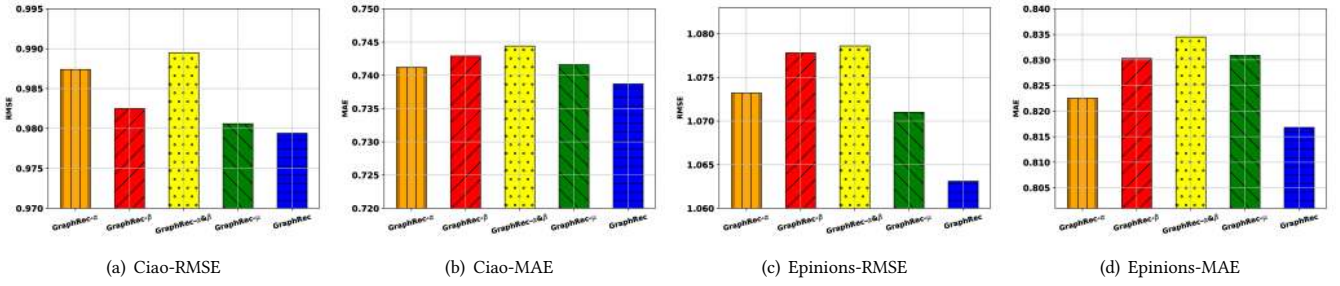 0.995
0.990
0.985
0.980
0.975
0.970
RMSE
GraphRec-α
GraphRec-β
GraphRec-α&β
GraphRec-μ
GraphRec
(a) Ciao-RMSE
0.750
0.745
0.740
0.735
0.730
0.725
0.720
MAE
GraphRec-α
GraphRec-β
GraphRec-α&β
GraphRec-μ
GraphRec
(b) Ciao-MAE
1.080
1.075
1.070
1.065
1.060
RMSE
GraphRec-α
GraphRec-β
GraphRec-α&β
GraphRec-μ
GraphRec
(c) Epinions-RMSE
0.840
0.835
0.830
0.825
0.820
0.815
0.810
0.805
MAE
GraphRec-α
GraphRec-β
GraphRec-α&β
GraphRec-μ
GraphRec
(d) Epinions-MAE